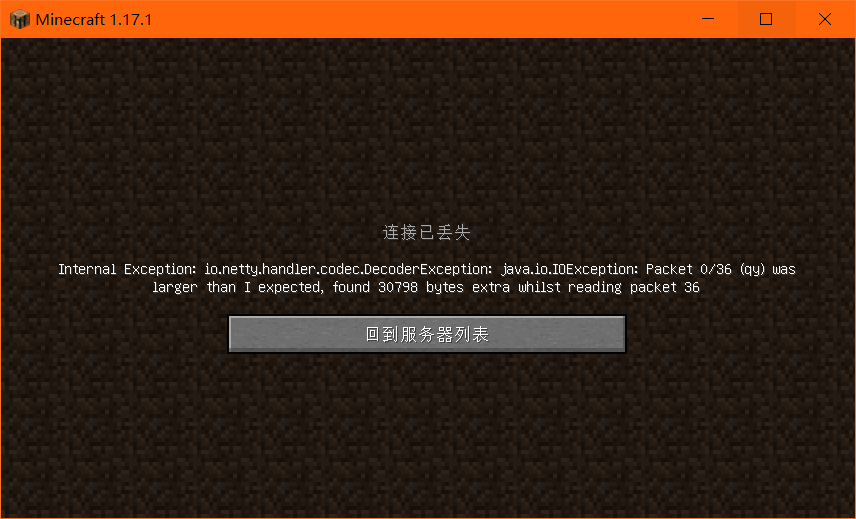 Minecraft 1.17.1
连接已丢失
Internal Exception: io.netty.handler.codec.DecoderException: java.io.IOException: Packet 0/36 (qy) was
larger than I expected, found 30798 bytes extra whilst reading packet 36
回到服务器列表